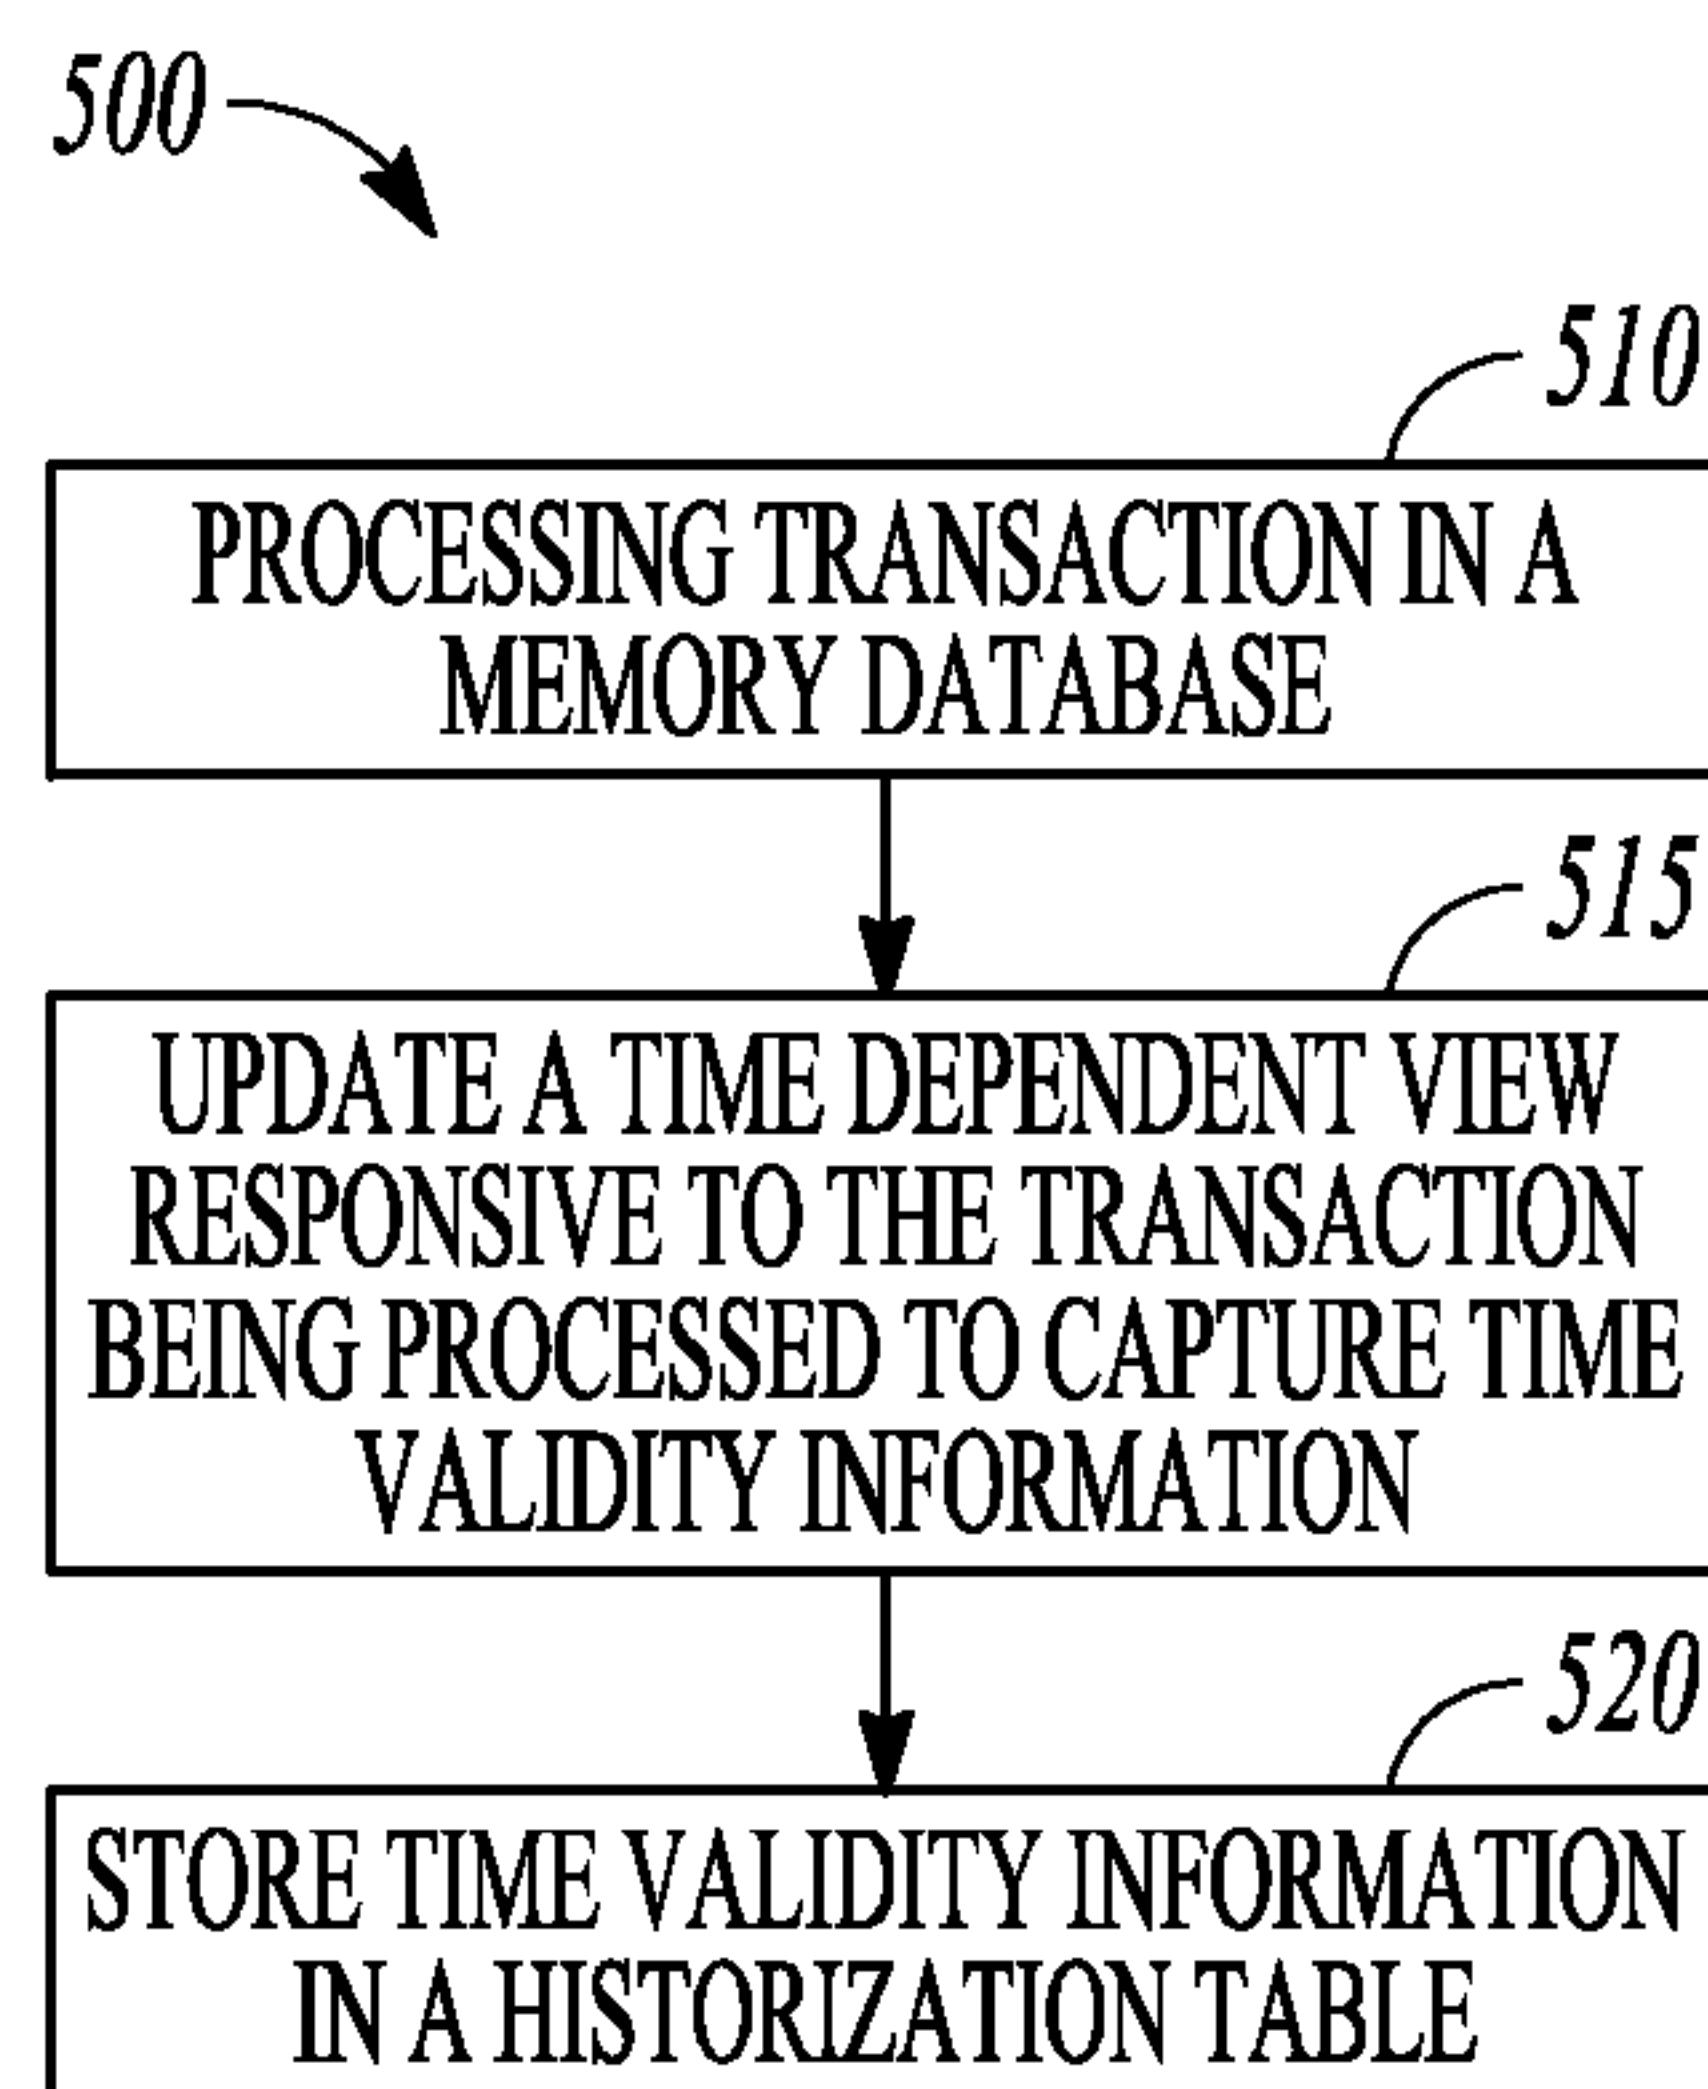 500
510
PROCESSING TRANSACTION IN A
MEMORY DATABASE
515
UPDATE A TIME DEPENDENT VIEW
RESPONSIVE TO THE TRANSACTION
BEING PROCESSED TO CAPTURE TIME
VALIDITY INFORMATION
520
STORE TIME VALIDITY INFORMATION
IN A HISTORIZATION TABLE